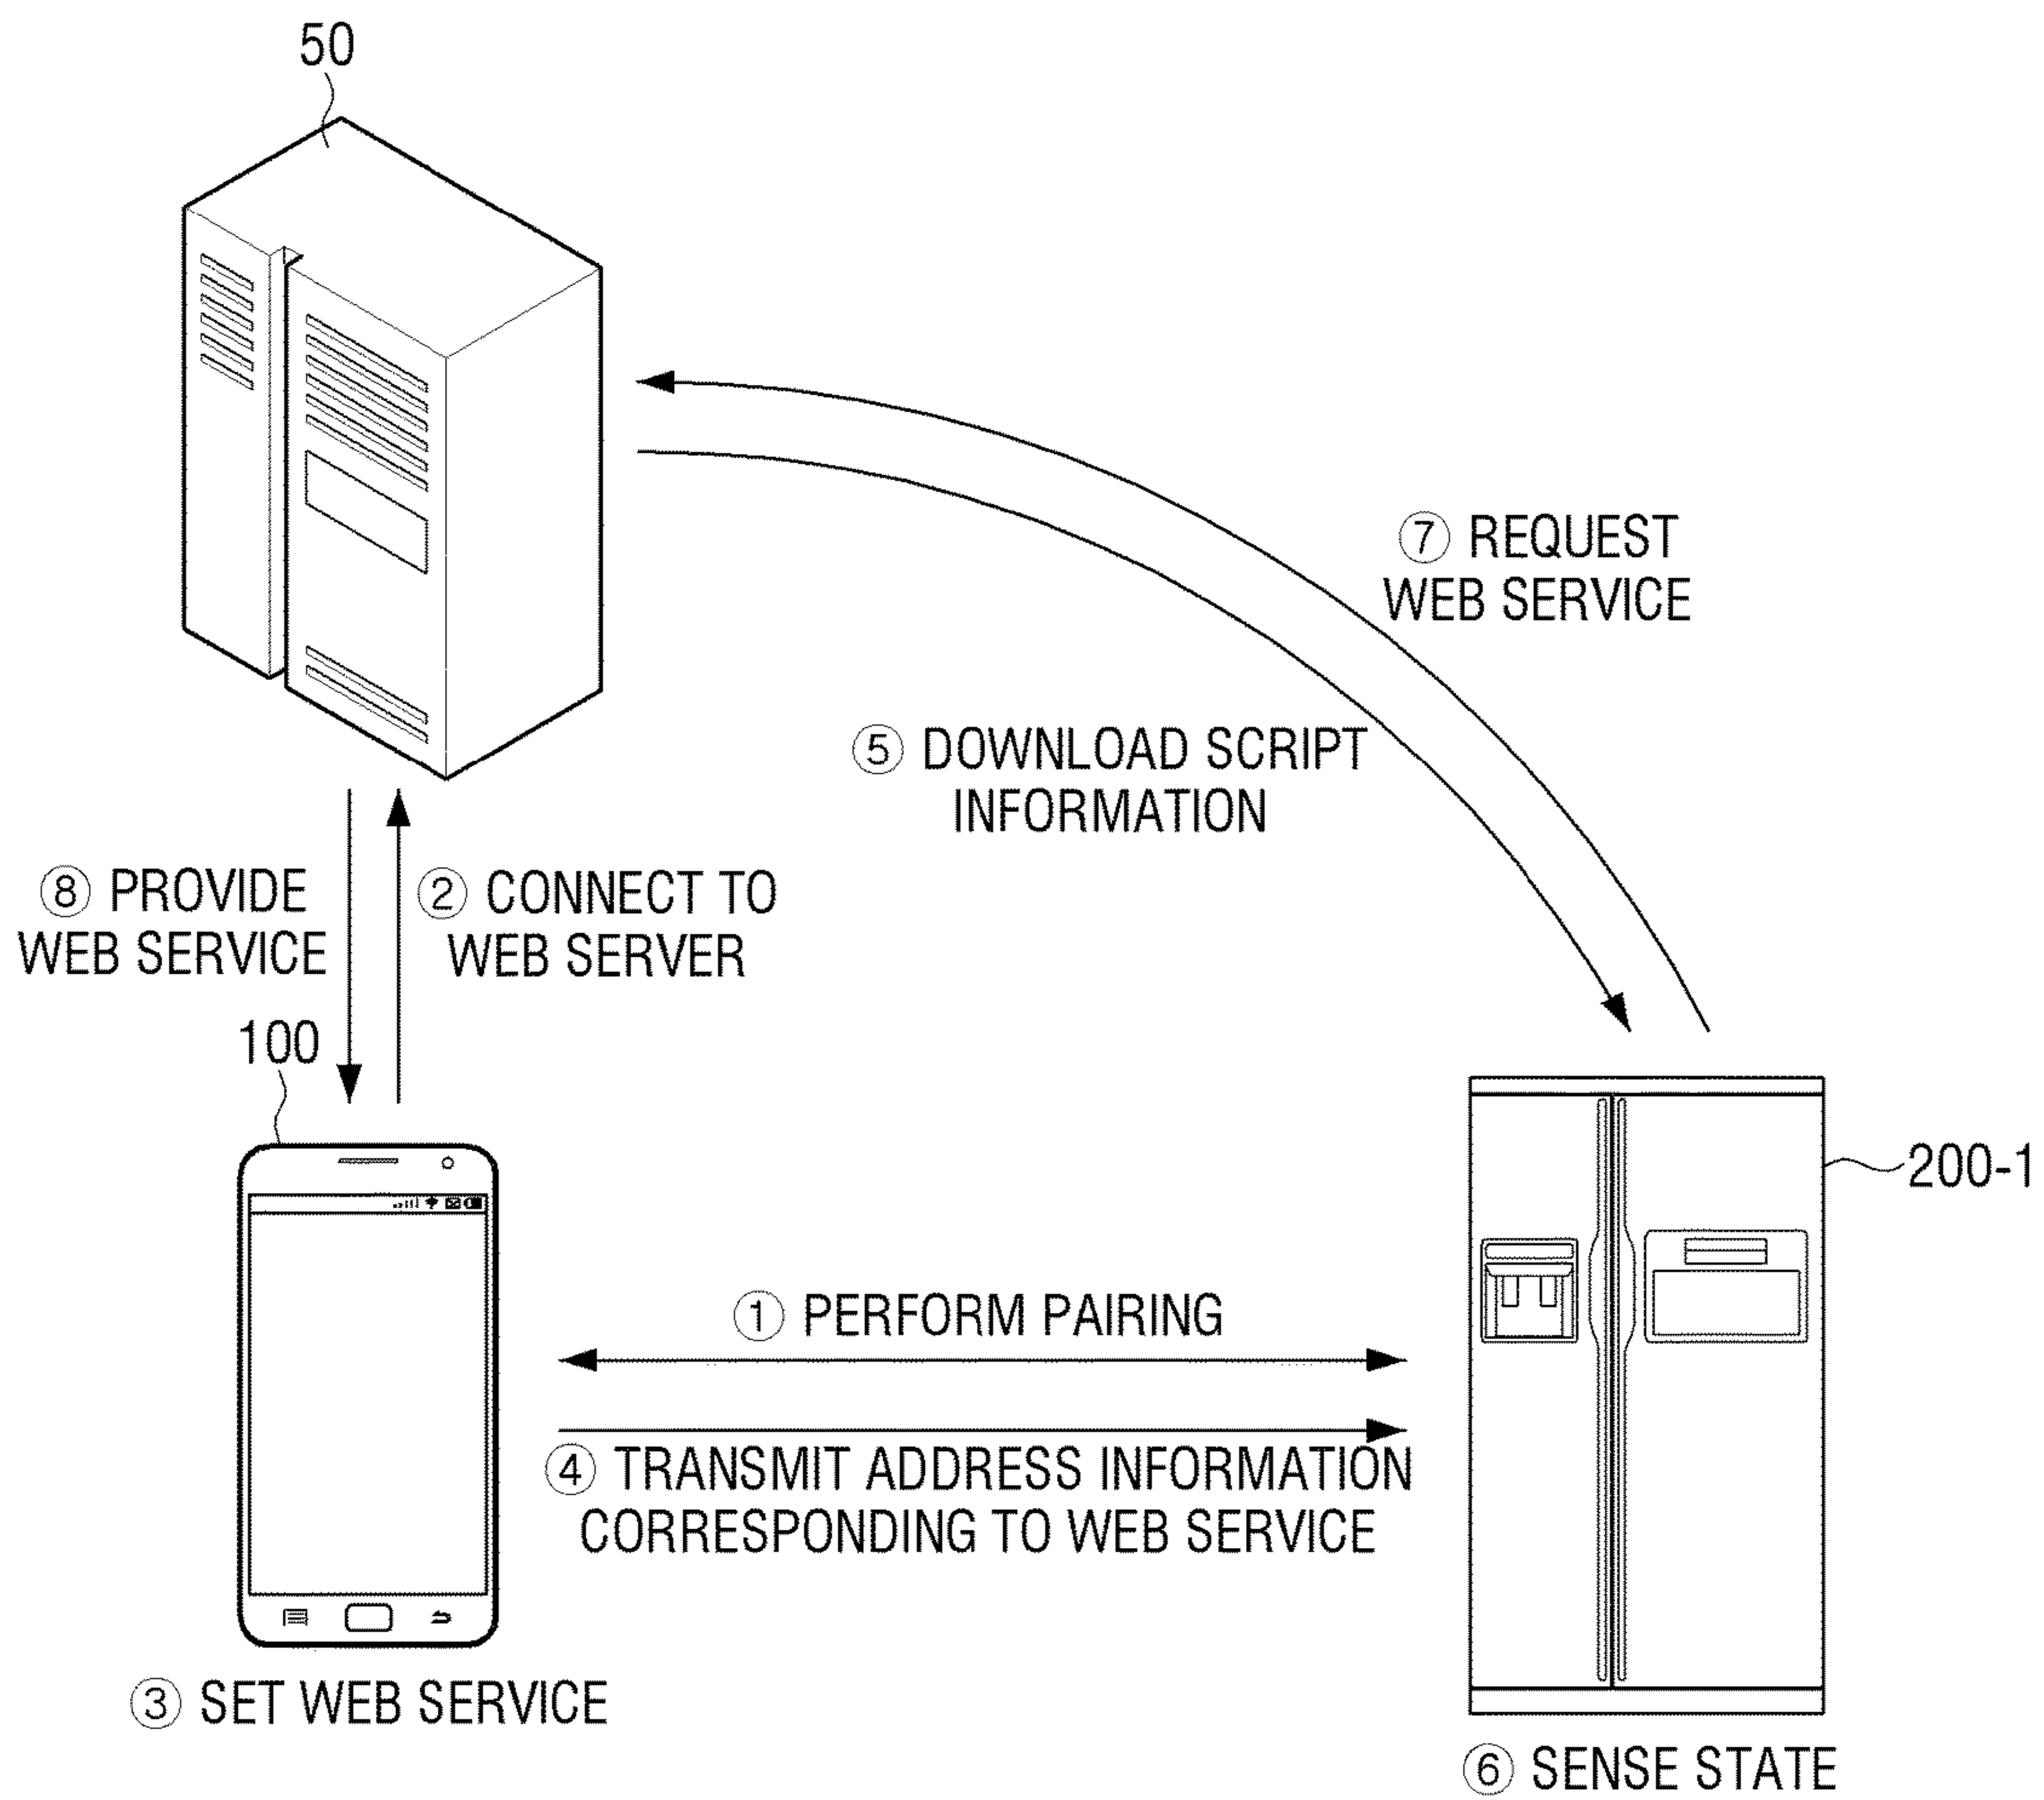 50
⑦ REQUEST
WEB SERVICE
⑤ DOWNLOAD SCRIPT
INFORMATION
⑧ PROVIDE
WEB SERVICE
② CONNECT TO
WEB SERVER
100
200-1
① PERFORM PAIRING
④ TRANSMIT ADDRESS INFORMATION
CORRESPONDING TO WEB SERVICE
③ SET WEB SERVICE
⑥ SENSE STATE